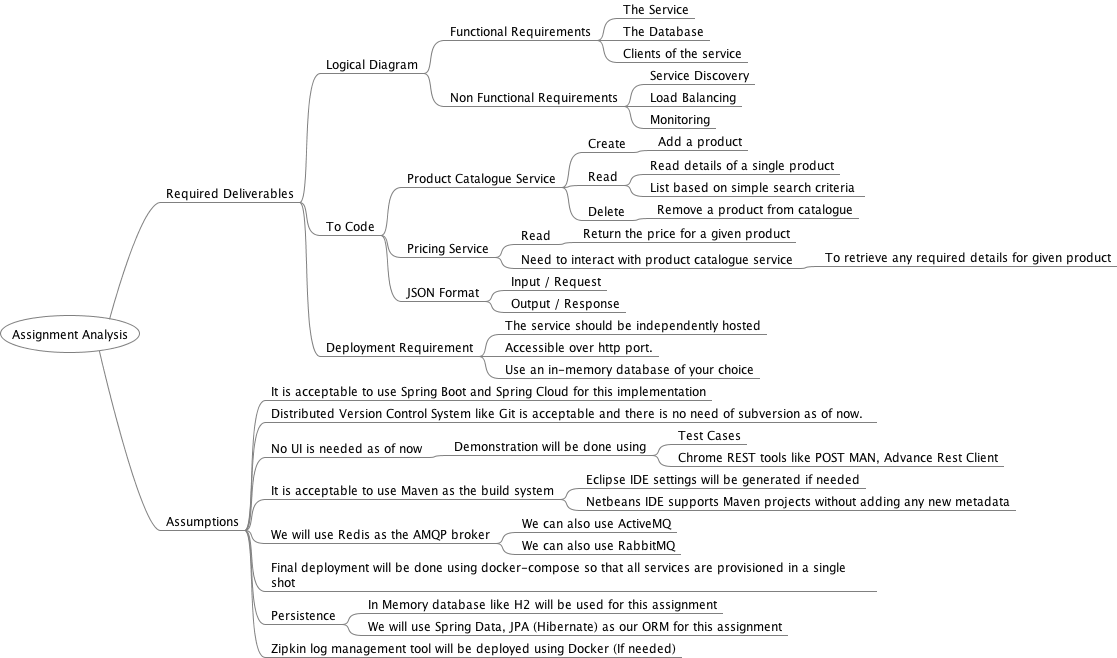 Assignment Analysis
Required Deliverables
Logical Diagram
Functional Requirements
The Service
The Database
Clients of the service
Non Functional Requirements
Service Discovery
Load Balancing
Monitoring
To Code
Product Catalogue Service
Create
Add a product
Read
Read details of a single product
List based on simple search criteria
Delete
Remove a product from catalogue
Pricing Service
Read
Return the price for a given product
Need to interact with product catalogue service
To retrieve any required details for given product
JSON Format
Input / Request
Output / Response
Deployment Requirement
The service should be independently hosted
Accessible over http port.
Use an in-memory database of your choice
Assumptions
It is acceptable to use Spring Boot and Spring Cloud for this implementation
Distributed Version Control System like Git is acceptable and there is no need of subversion as of now.
No UI is needed as of now
Demonstration will be done using
Test Cases
Chrome REST tools like POST MAN, Advance Rest Client
It is acceptable to use Maven as the build system
Eclipse IDE settings will be generated if needed
Netbeans IDE supports Maven projects without adding any new metadata
We will use Redis as the AMQP broker
We can also use ActiveMQ
We can also use RabbitMQ
Final deployment will be done using docker-compose so that all services are provisioned in a single
shot
Persistence
In Memory database like H2 will be used for this assignment
We will use Spring Data, JPA (Hibernate) as our ORM for this assignment
Zipkin log management tool will be deployed using Docker (If needed)